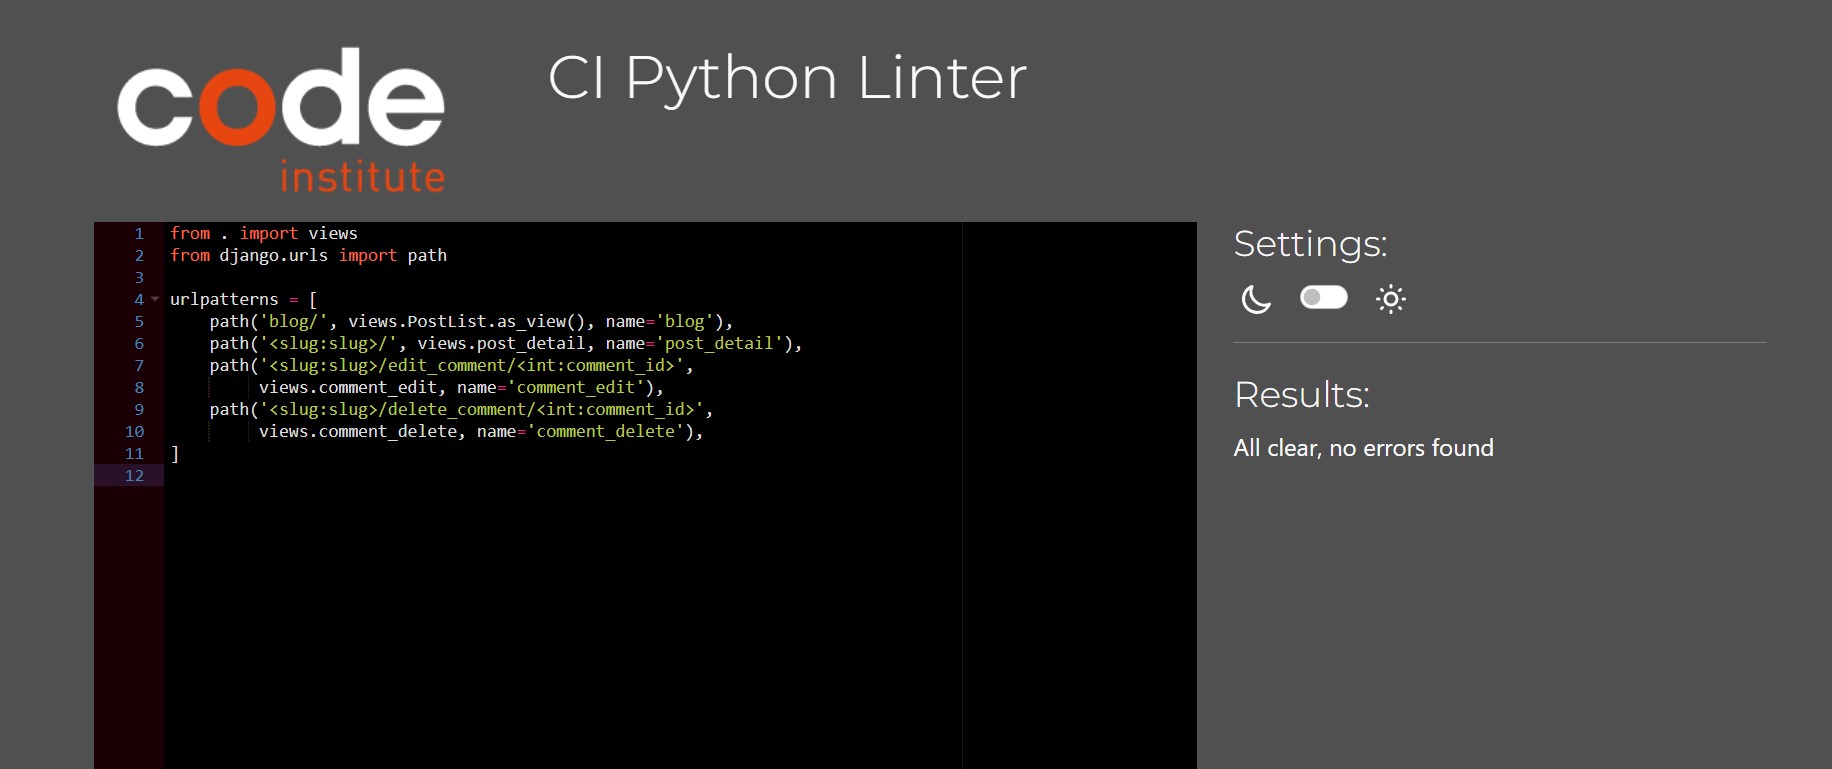 code
institute
CI Python Linter
1 from . import views
2 from django.urls import path
3
4 urlpatterns = [
5     path('blog/', views.PostList.as_view(), name='blog'),
6     path('<slug:slug>/', views.post_detail, name='post_detail'),
7     path('<slug:slug>/edit_comment/<int:comment_id>',
8          views.comment_edit, name='comment_edit'),
9     path('<slug:slug>/delete_comment/<int:comment_id>',
10          views.comment_delete, name='comment_delete'),
11 ]
12
Settings:
Results:
All clear, no errors found